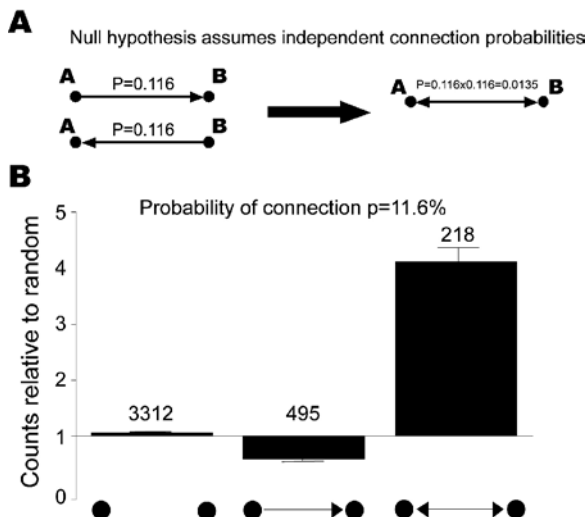 A
Null hypothesis assumes independent connection probabilities
A P=0.116 B
A P=0.116 B
A P=0.116x0.116=0.0135 B
B
Probability of connection p=11.6%
Counts relative to random
5
4
3
2
1
0
3312
495
218